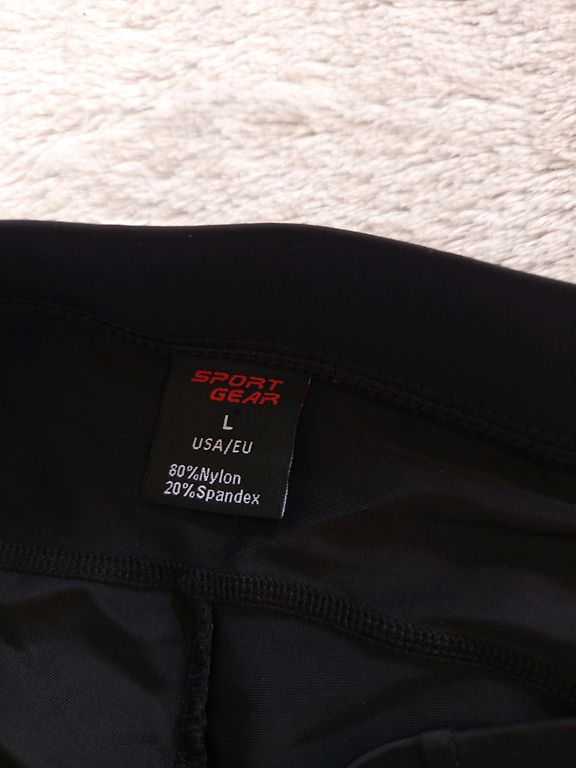 SPORT
GEAR
L
USA/EU
80%Nylon
20%Spandex